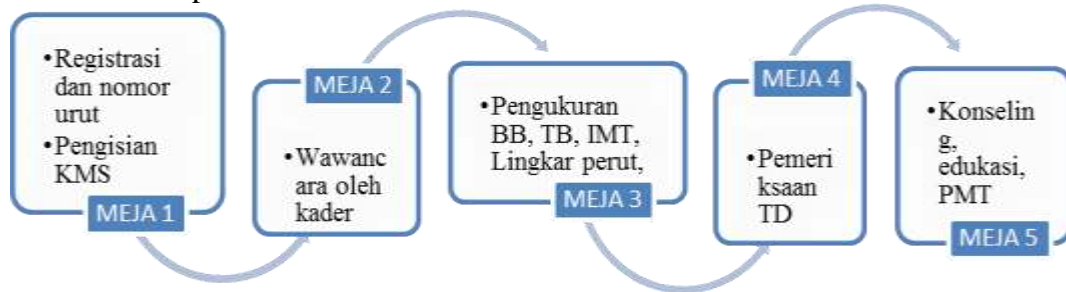 •Registrasi
dan nomor
urut
•Pengisian
KMS
MEJA 1
MEJA 2
•Wawanc
ara oleh
kader
•Pengukuran
BB, TB, IMT,
Lingkar perut,
MEJA 3
MEJA 4
•Pemeri
ksaan
TD
•Konselin
g,
edukasi,
PMT
MEJA 5